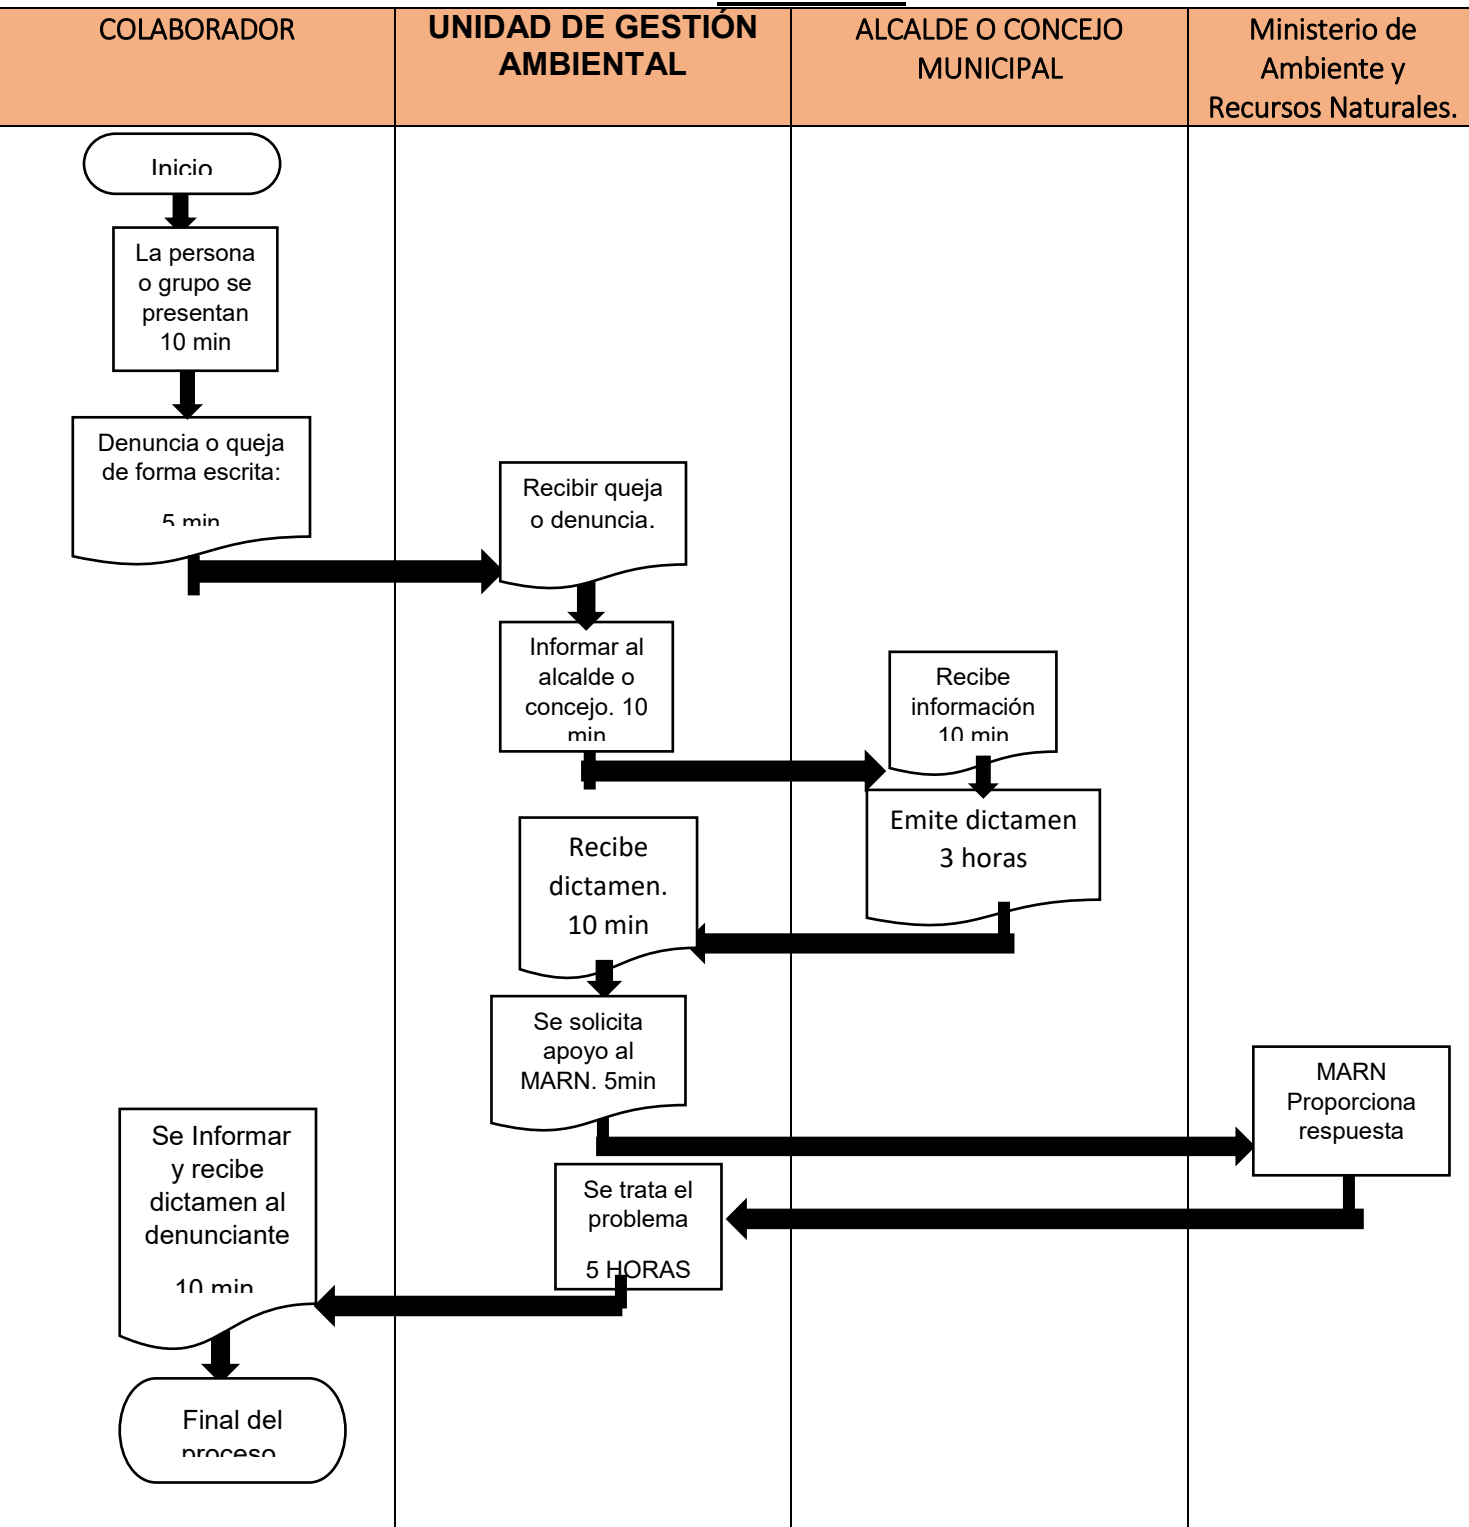 COLABORADOR
UNIDAD DE GESTIÓN
AMBIENTAL
ALCALDE O CONCEJO
MUNICIPAL
Ministerio de
Ambiente y
Recursos Naturales.
Inicio
La persona
o grupo se
presentan
10 min
Denuncia o queja
de forma escrita:
5 min
Recibir queja
o denuncia.
Informar al
alcalde o
concejo. 10
min
Recibe
información
10 min
Emite dictamen
3 horas
Recibe
dictamen.
10 min
Se solicita
apoyo al
MARN. 5min
MARN
Proporciona
respuesta
Se trata el
problema
5 HORAS
Se Informar
y recibe
dictamen al
denunciante
10 min
Final del
proceso